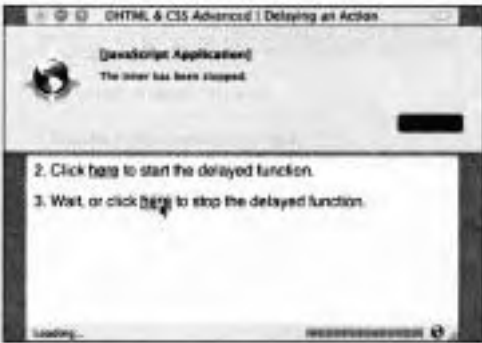 DHTML & CSS Advanced | Delaying an Action
[JavaScript Application]
The timer has been stopped.
2. Click here to start the delayed function.
3. Wait, or click here to stop the delayed function.
Loading...